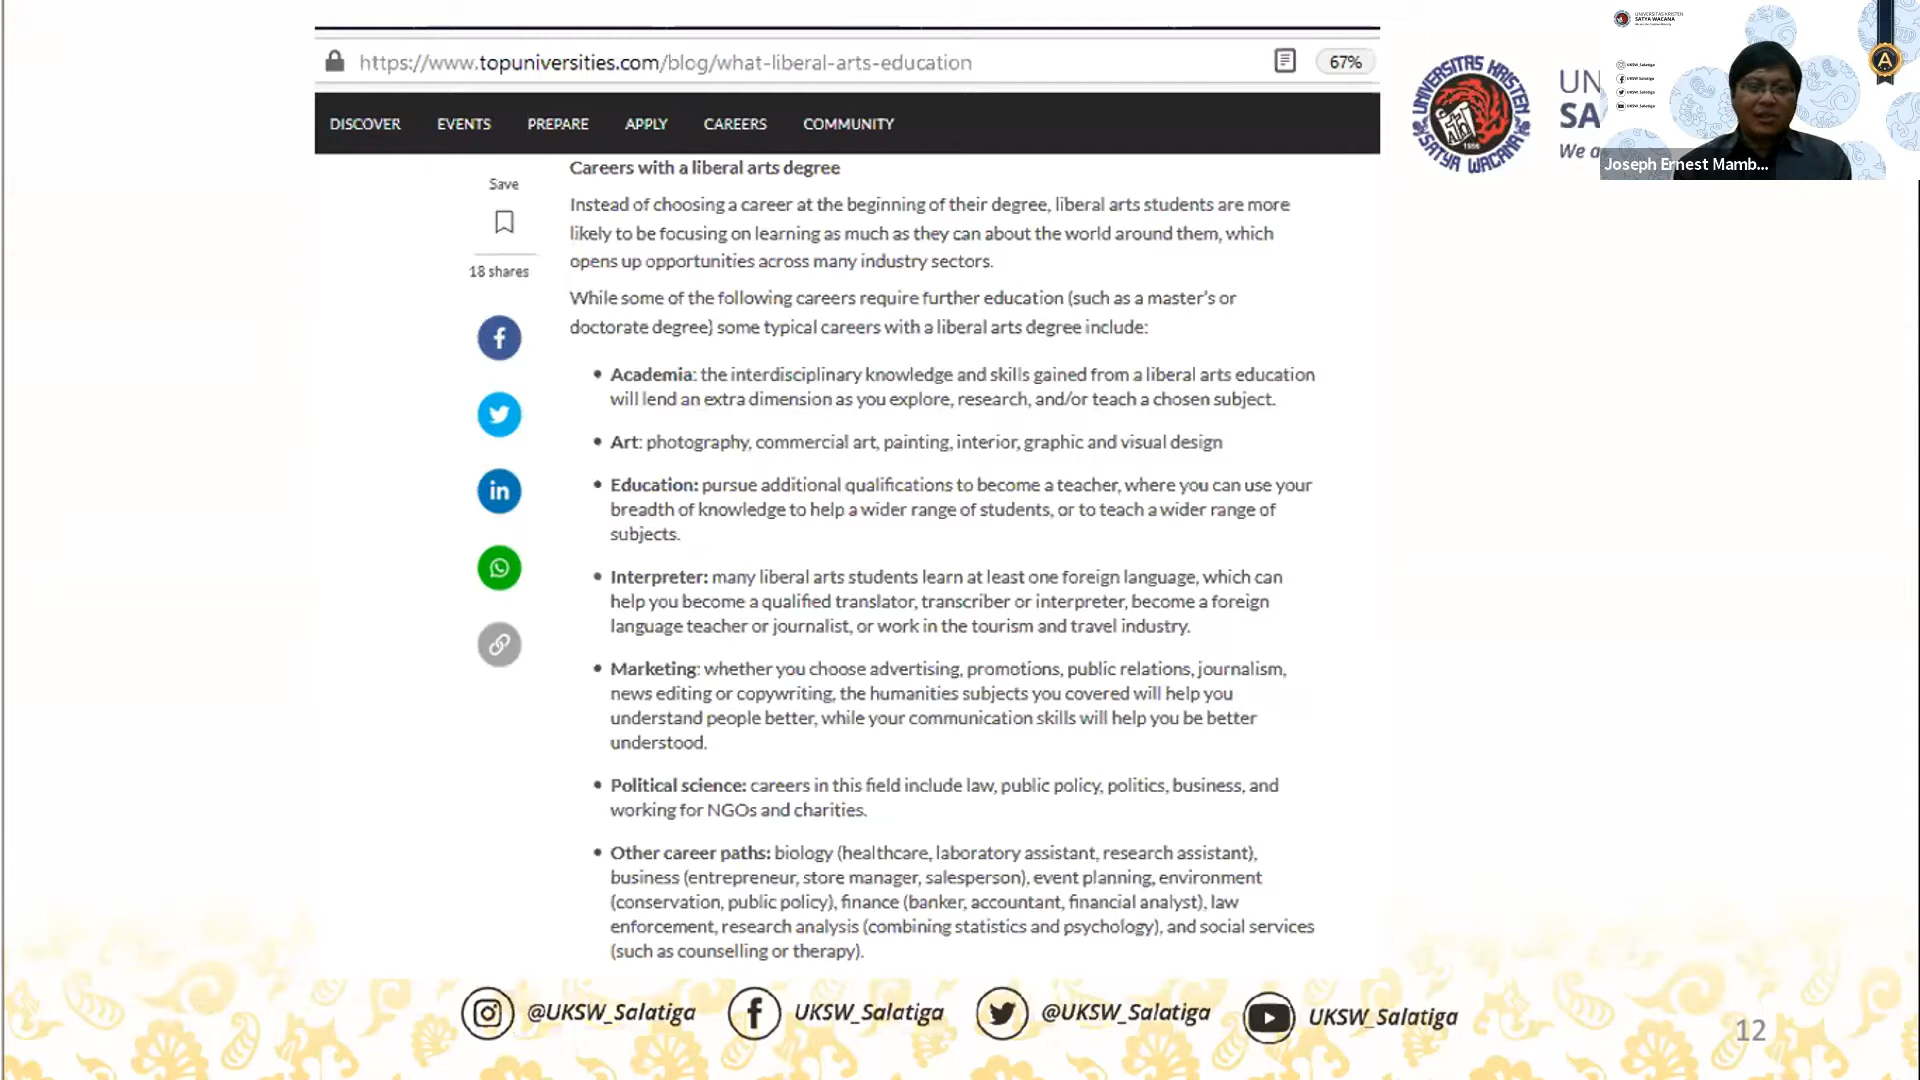 https://www.topuniversities.com/blog/what-liberal-arts-education
67%
DISCOVER EVENTS PREPARE APPLY CAREERS COMMUNITY
Save
18 shares
Careers with a liberal arts degree
Instead of choosing a career at the beginning of their degree, liberal arts students are more
likely to be focusing on learning as much as they can about the world around them, which
opens up opportunities across many industry sectors.
While some of the following careers require further education (such as a master's or
doctorate degree) some typical careers with a liberal arts degree include:
• Academia: the interdisciplinary knowledge and skills gained from a liberal arts education
will lend an extra dimension as you explore, research, and/or teach a chosen subject.
• Art: photography, commercial art, painting, interior, graphic and visual design
• Education: pursue additional qualifications to become a teacher, where you can use your
breadth of knowledge to help a wider range of students, or to teach a wider range of
subjects.
• Interpreter: many liberal arts students learn at least one foreign language, which can
help you become a qualified translator, transcriber or interpreter, become a foreign
language teacher or journalist, or work in the tourism and travel industry.
• Marketing: whether you choose advertising, promotions, public relations, journalism,
news editing or copywriting, the humanities subjects you covered will help you
understand people better, while your communication skills will help you be better
understood.
• Political science: careers in this field include law, public policy, politics, business, and
working for NGOs and charities.
• Other career paths: biology (healthcare, laboratory assistant, research assistant),
business (entrepreneur, store manager, salesperson), event planning, environment
(conservation, public policy), finance (banker, accountant, financial analyst), law
enforcement, research analysis (combining statistics and psychology), and social services
(such as counselling or therapy).
UNIVERSITAS KRISTEN
SATYA WACANA
1956
UN
SA
We a
UNIVERSITAS KRISTEN
SATYA WACANA
UKSW_Salatiga
UKSW Salatiga
UKSW_Salatiga
UKSW_Salatiga
A
Joseph Ernest Mamb...
@UKSW_Salatiga
UKSW_Salatiga
@UKSW_Salatiga
UKSW_Salatiga
12